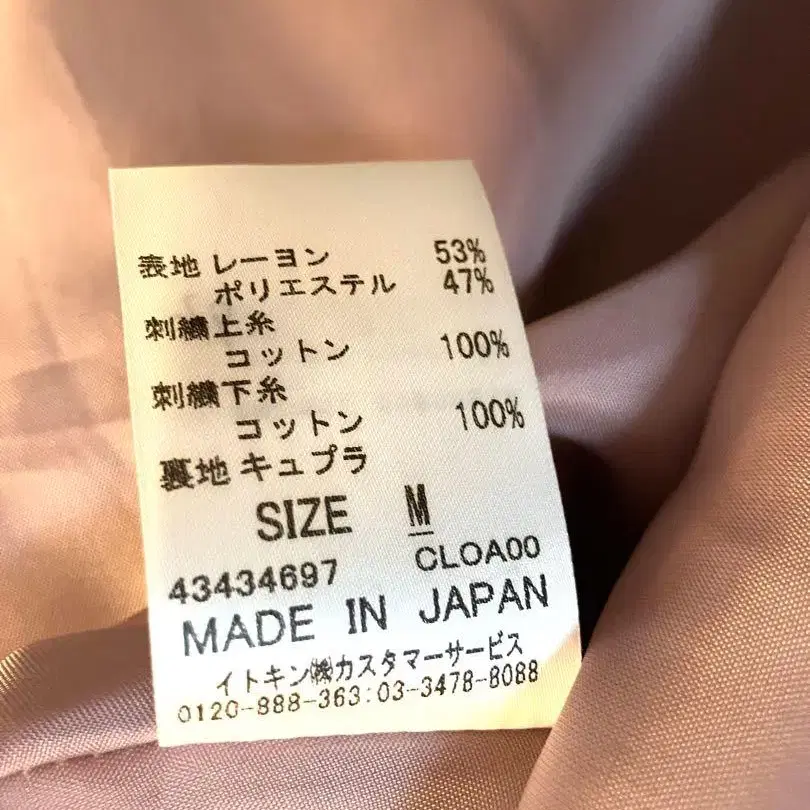 表地 レーヨン 53%
ポリエステル 47%
刺繍上糸
コットン 100%
刺繍下糸
コットン 100%
裏地 キュプラ
SIZE M
43434697 CLOA00
MADE IN JAPAN
イトキン㈱カスタマーサービス
0120-888-363:03-3478-8088